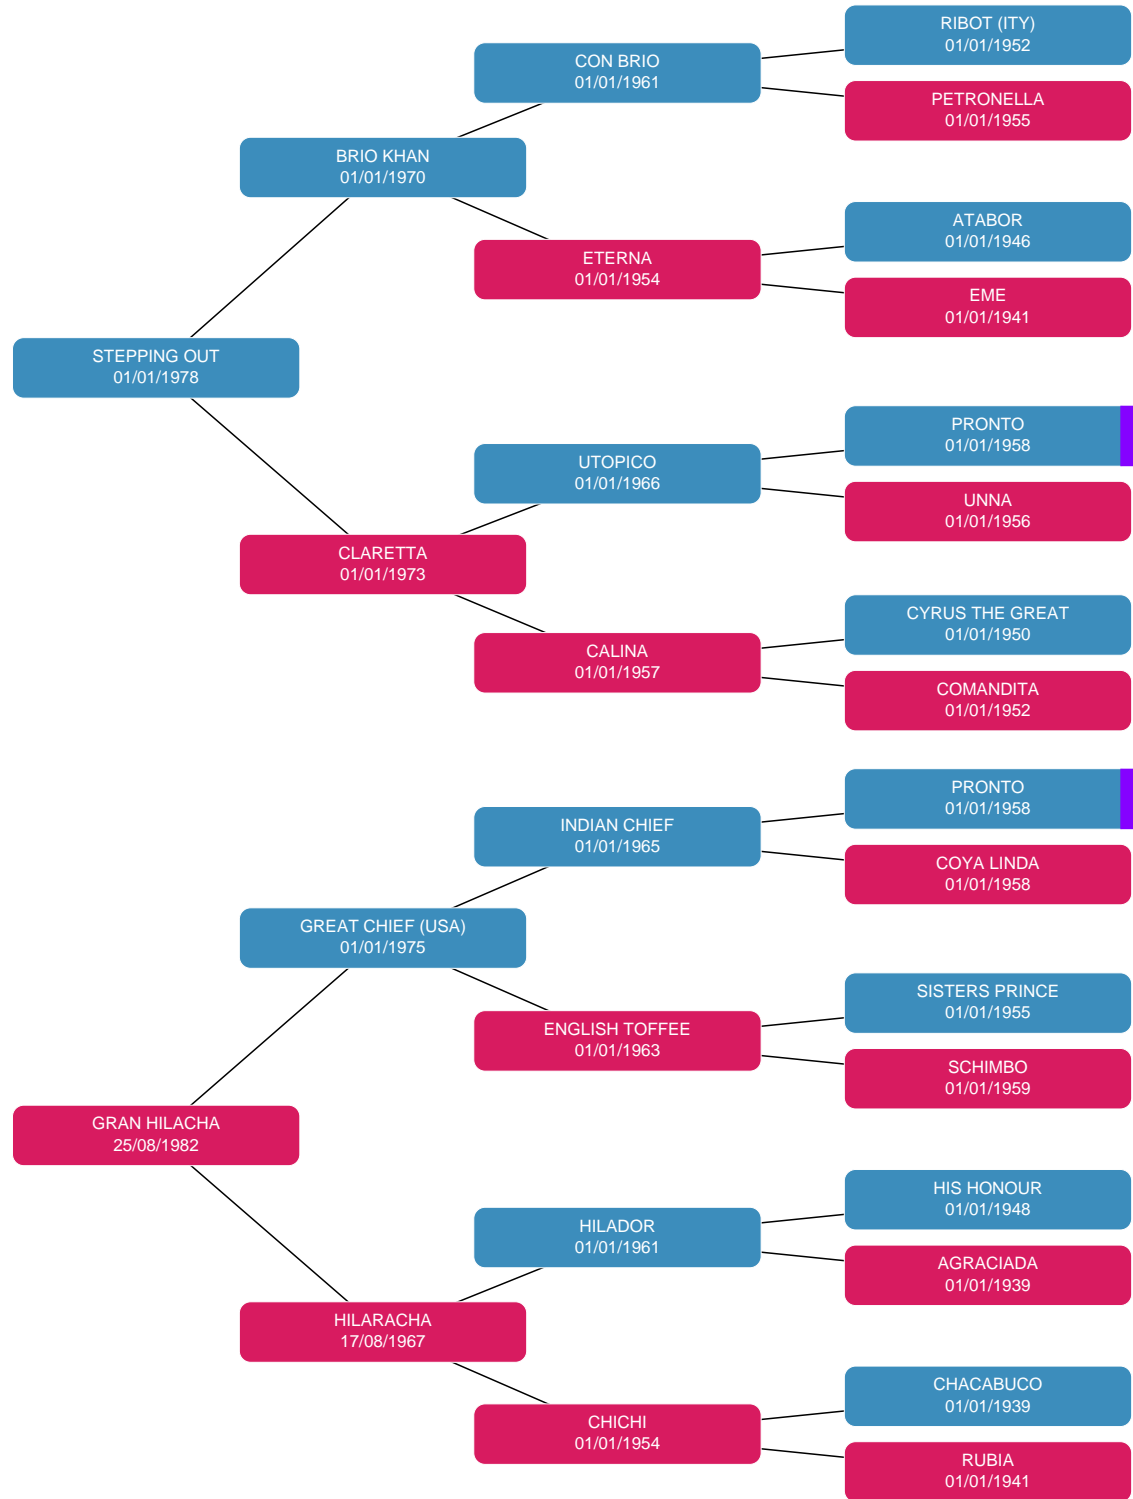 RIBOT (ITY)
01/01/1952
CON BRIO
01/01/1961
PETRONELLA
01/01/1955
BRIO KHAN
01/01/1970
ATABOR
01/01/1946
ETERNA
01/01/1954
EME
01/01/1941
STEPPING OUT
01/01/1978
PRONTO
01/01/1958
UTOPICO
01/01/1966
UNNA
01/01/1956
CLARETTA
01/01/1973
CYRUS THE GREAT
01/01/1950
CALINA
01/01/1957
COMANDITA
01/01/1952
PRONTO
01/01/1958
INDIAN CHIEF
01/01/1965
COYA LINDA
01/01/1958
GREAT CHIEF (USA)
01/01/1975
SISTERS PRINCE
01/01/1955
ENGLISH TOFFEE
01/01/1963
SCHIMBO
01/01/1959
GRAN HILACHA
25/08/1982
HIS HONOUR
01/01/1948
HILADOR
01/01/1961
AGRACIADA
01/01/1939
HILARACHA
17/08/1967
CHACABUCO
01/01/1939
CHICHI
01/01/1954
RUBIA
01/01/1941